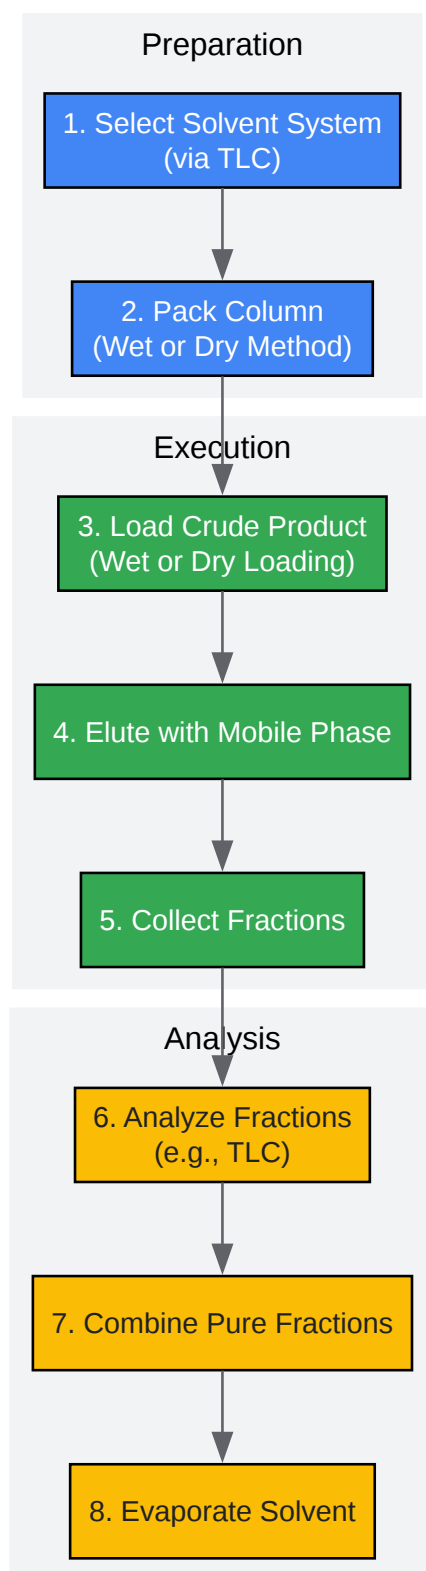 Preparation
1. Select Solvent System
(via TLC)
2. Pack Column
(Wet or Dry Method)
Execution
3. Load Crude Product
(Wet or Dry Loading)
4. Elute with Mobile Phase
5. Collect Fractions
Analysis
6. Analyze Fractions
(e.g., TLC)
7. Combine Pure Fractions
8. Evaporate Solvent